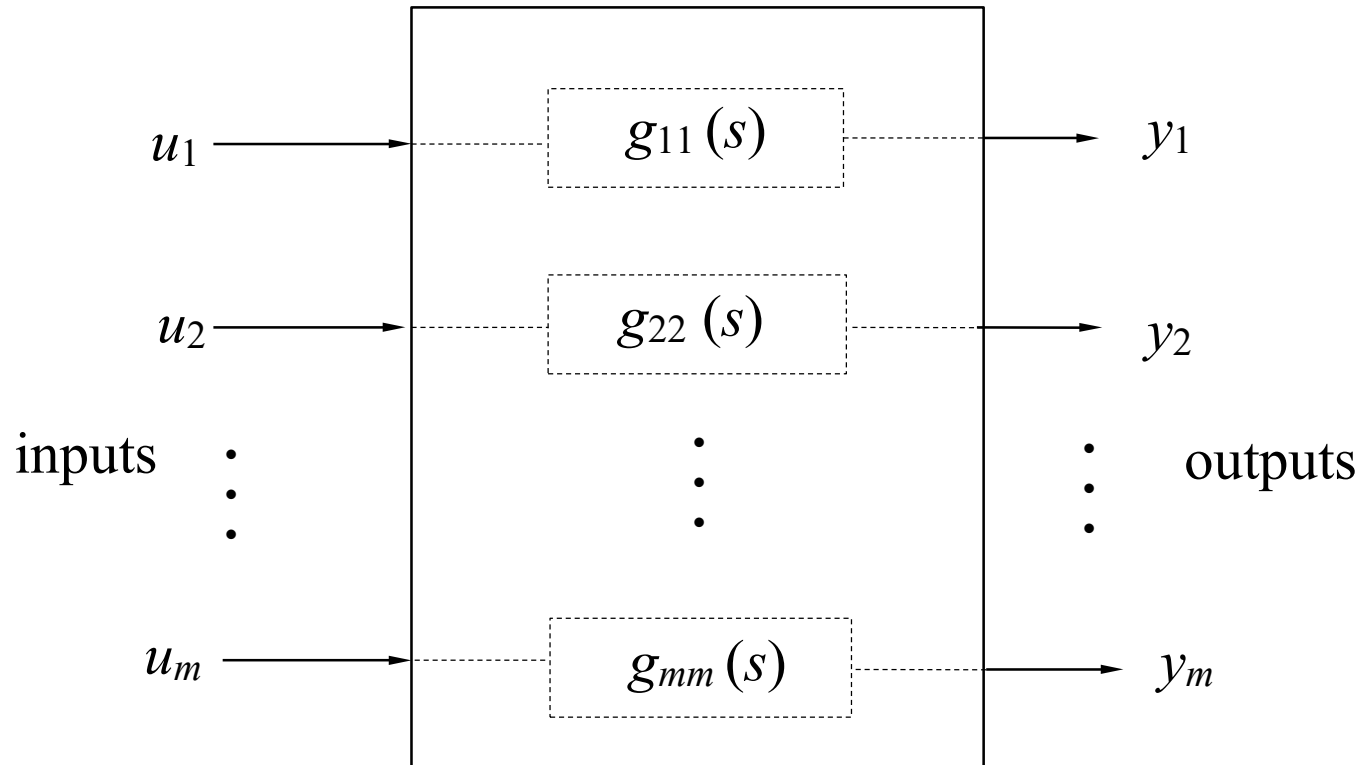 u1 g11 (s) y1
u2 g22 (s) y2
inputs outputs
um gmm (s) ym